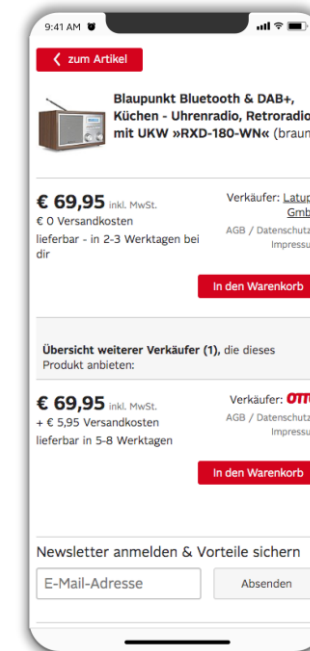 9:41 AM
zum Artikel
Blaupunkt Bluetooth & DAB+,
Küchen - Uhrenradio, Retroradio
mit UKW »RXD-180-WN« (braun
€ 69,95 inkl. MwSt.
€ 0 Versandkosten
lieferbar - in 2-3 Werktagen bei
dir
Verkäufer: Latup
Gmb
AGB / Datenschutz
Impressu
In den Warenkorb
Übersicht weiterer Verkäufer (1), die dieses
Produkt anbieten:
€ 69,95 inkl. MwSt.
+ € 5,95 Versandkosten
lieferbar in 5-8 Werktagen
Verkäufer: OTTO
AGB / Datenschutz
Impressu
In den Warenkorb
Newsletter anmelden & Vorteile sichern
E-Mail-Adresse
Absenden